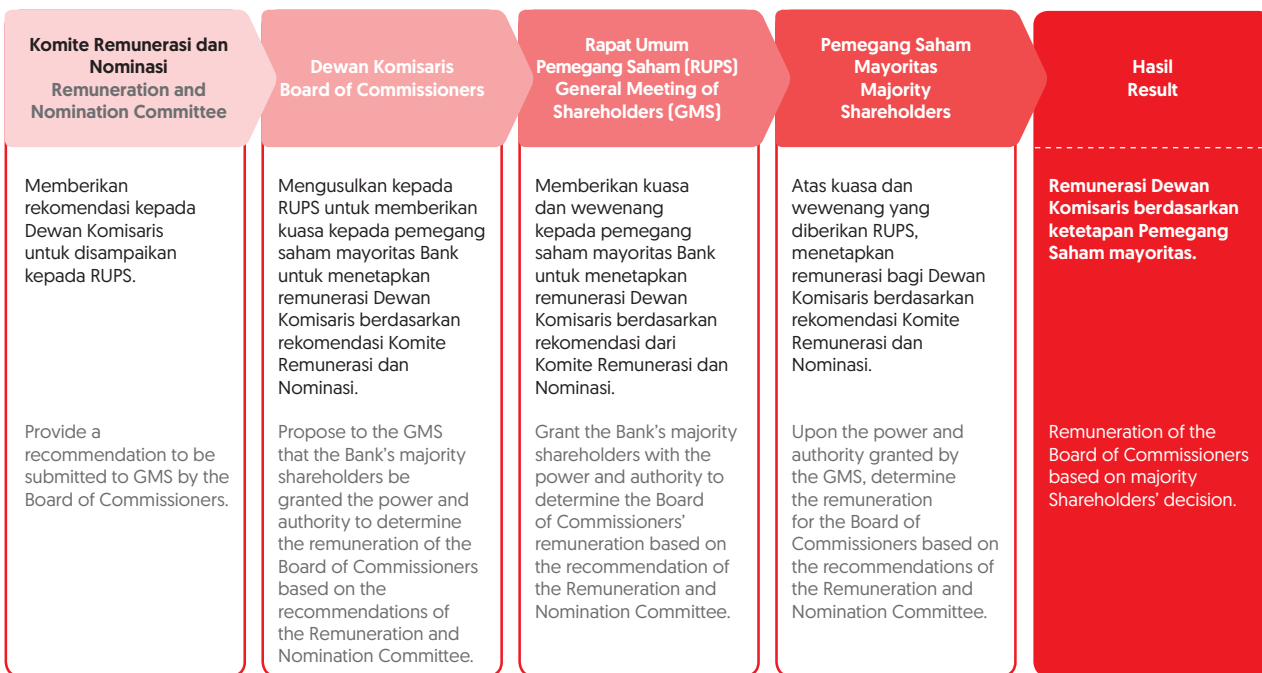 Komite Remunerasi dan
Nominasi
Remuneration and
Nomination Committee
Memberikan
rekomendasi kepada
Dewan Komisaris
untuk disampaikan
kepada RUPS.
Provide a
recommendation to be
submitted to GMS by the
Board of Commissioners.
Dewan Komisaris
Board of Commissioners
Mengusulkan kepada
RUPS untuk memberikan
kuasa kepada pemegang
saham mayoritas Bank
untuk menetapkan
remunerasi Dewan
Komisaris berdasarkan
rekomendasi Komite
Remunerasi dan
Nominasi.
Propose to the GMS
that the Bank's majority
shareholders be
granted the power and
authority to determine
the remuneration of the
Board of Commissioners
based on the
recommendations of
the Remuneration and
Nomination Committee.
Rapat Umum
Pemegang Saham (RUPS)
General Meeting of
Shareholders (GMS)
Memberikan kuasa
dan wewenang
kepada pemegang
saham mayoritas Bank
untuk menetapkan
remunerasi Dewan
Komisaris berdasarkan
rekomendasi dari
Komite Remunerasi dan
Nominasi.
Grant the Bank's majority
shareholders with the
power and authority to
determine the Board
of Commissioners'
remuneration based on
the recommendation of
the Remuneration and
Nomination Committee.
Pemegang Saham
Mayoritas
Majority
Shareholders
Atas kuasa dan
wewenang yang
diberikan RUPS,
menetapkan
remunerasi bagi Dewan
Komisaris berdasarkan
rekomendasi Komite
Remunerasi dan
Nominasi.
Upon the power and
authority granted by
the GMS, determine
the remuneration
for the Board of
Commissioners based on
the recommendations of
the Remuneration and
Nomination Committee.
Hasil
Result
Remunerasi Dewan
Komisaris berdasarkan
ketetapan Pemegang
Saham mayoritas.
Remuneration of the
Board of Commissioners
based on majority
Shareholders' decision.